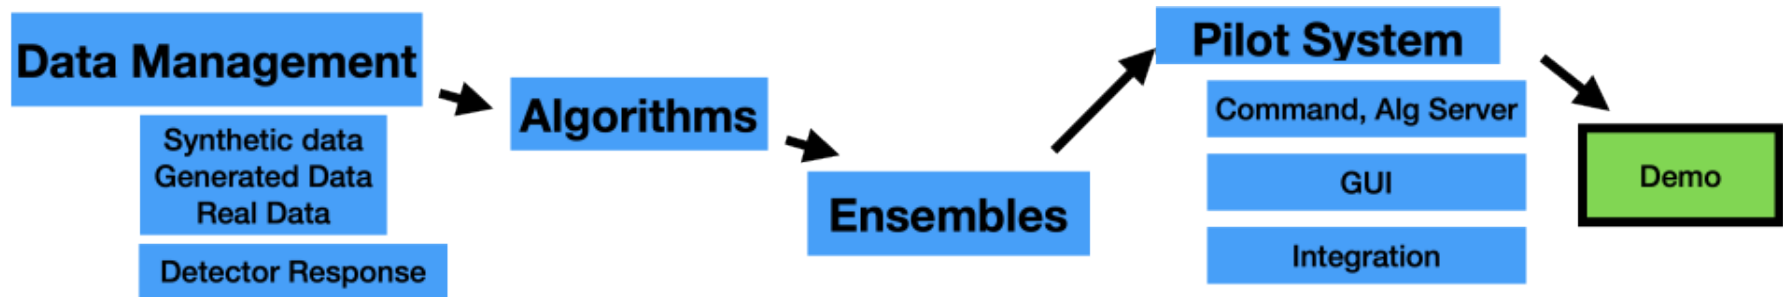 Data Management
Synthetic data
Generated Data
Real Data
Detector Response
Algorithms
Ensembles
Pilot System
Command, Alg Server
GUI
Integration
Demo